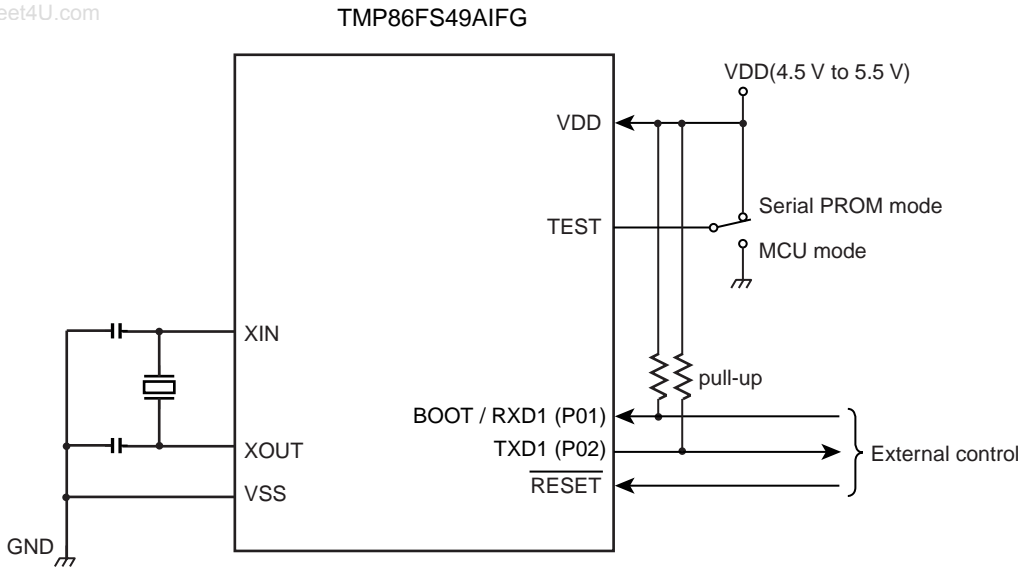 eet4U.com
TMP86FS49AIFG
VDD(4.5 V to 5.5 V)
VDD
Serial PROM mode
TEST
MCU mode
XIN
pull-up
BOOT / RXD1 (P01)
XOUT
TXD1 (P02)
External control
RESET
VSS
GND